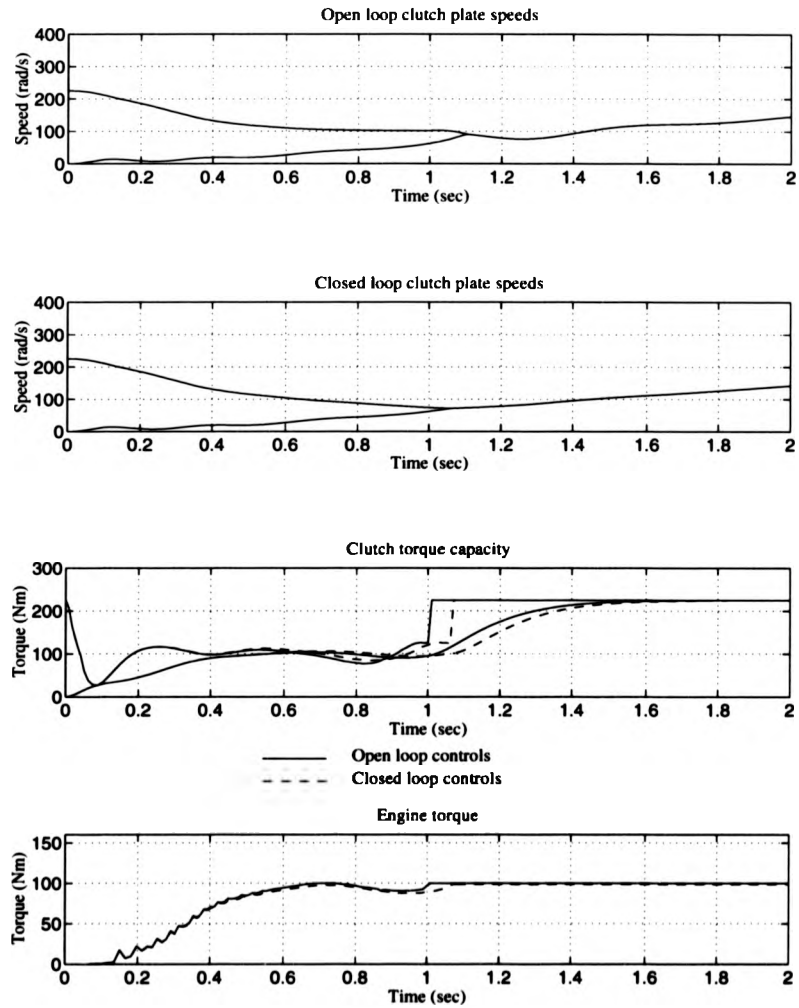 Open loop clutch plate speeds
400
300
200
100
0
Speed (rad/s)
0 0.2 0.4 0.6 0.8 1 1.2 1.4 1.6 1.8 2
Time (sec)
Closed loop clutch plate speeds
400
300
200
100
0
Speed (rad/s)
0 0.2 0.4 0.6 0.8 1 1.2 1.4 1.6 1.8 2
Time (sec)
Clutch torque capacity
300
200
100
0
Torque (Nm)
0 0.2 0.4 0.6 0.8 1 1.2 1.4 1.6 1.8 2
Time (sec)
Open loop controls
Closed loop controls
Engine torque
150
100
50
0
Torque (Nm)
0 0.2 0.4 0.6 0.8 1 1.2 1.4 1.6 1.8 2
Time (sec)